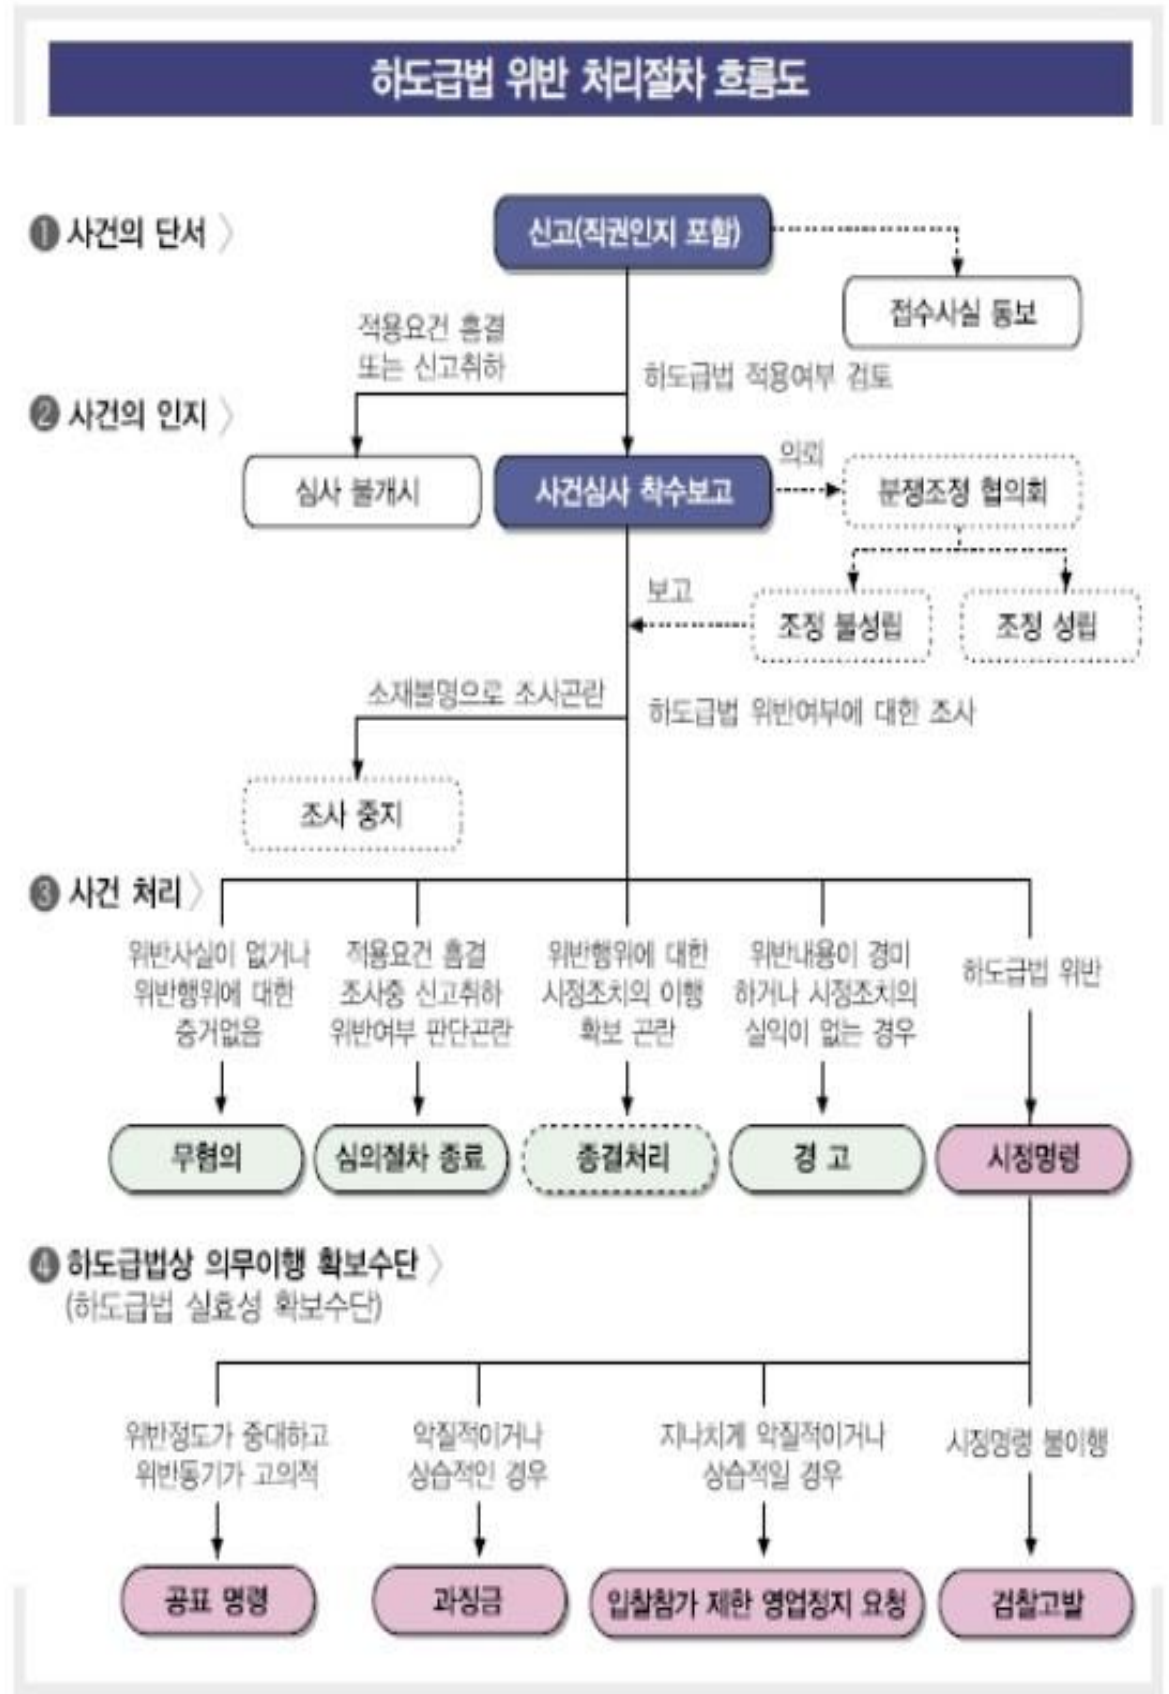 하도급법 위반 처리절차 흐름도
❶ 사건의 단서 〉
신고(직권인지 포함)
접수사실 통보
적용요건 흠결
또는 신고취하
하도급법 적용여부 검토
❷ 사건의 인지 〉
심사 불개시
사건심사 착수보고
의뢰
분쟁조정 협의회
보고
조정 불성립
조정 성립
소재불명으로 조사곤란
하도급법 위반여부에 대한 조사
조사 중지
❸ 사건 처리 〉
위반사실이 없거나
위반행위에 대한
증거없음
적용요건 흠결
조사중 신고취하
위반여부 판단곤란
위반행위에 대한
시정조치의 이행
확보 곤란
위반내용이 경미
하거나 시정조치의
실익이 없는 경우
하도급법 위반
무혐의
심의절차 종료
종결처리
경 고
시정명령
❹ 하도급법상 의무이행 확보수단 〉
(하도급법 실효성 확보수단)
위반정도가 중대하고
위반동기가 고의적
악질적이거나
상습적인 경우
지나치게 악질적이거나
상습적일 경우
시정명령 불이행
공표 명령
과징금
입찰참가 제한 영업정지 요청
검찰고발